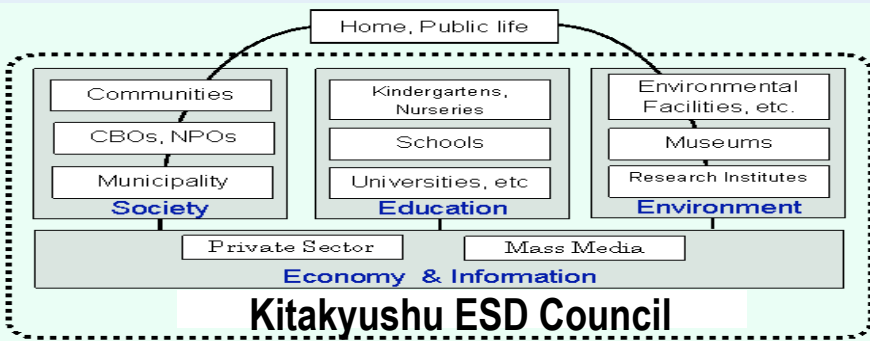 Home, Public life
Communities
CBOs, NPOs
Municipality
Society
Kindergartens,
Nurseries
Schools
Universities, etc
Education
Environmental
Facilities, etc.
Museums
Research Institutes
Environment
Private Sector
Mass Media
Economy & Information
Kitakyushu ESD Council